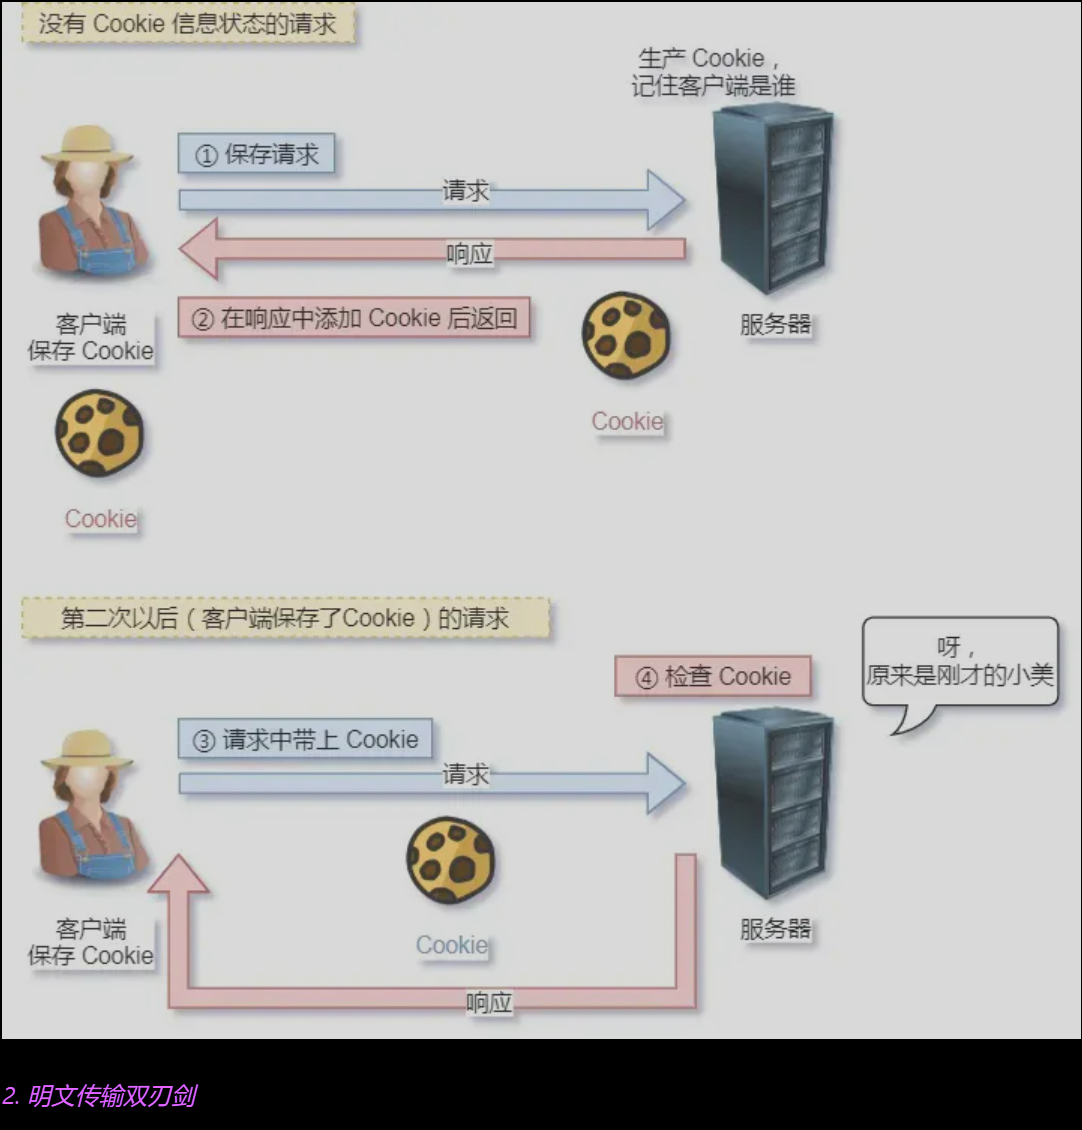 没有 Cookie 信息状态的请求
生产 Cookie，
记住客户端是谁
① 保存请求
请求
响应
② 在响应中添加 Cookie 后返回
客户端
保存 Cookie
服务器
Cookie
Cookie
第二次以后（客户端保存了Cookie）的请求
呀，
原来是刚才的小美
④ 检查 Cookie
③ 请求中带上 Cookie
请求
客户端
保存 Cookie
Cookie
服务器
响应
2. 明文传输双刃剑